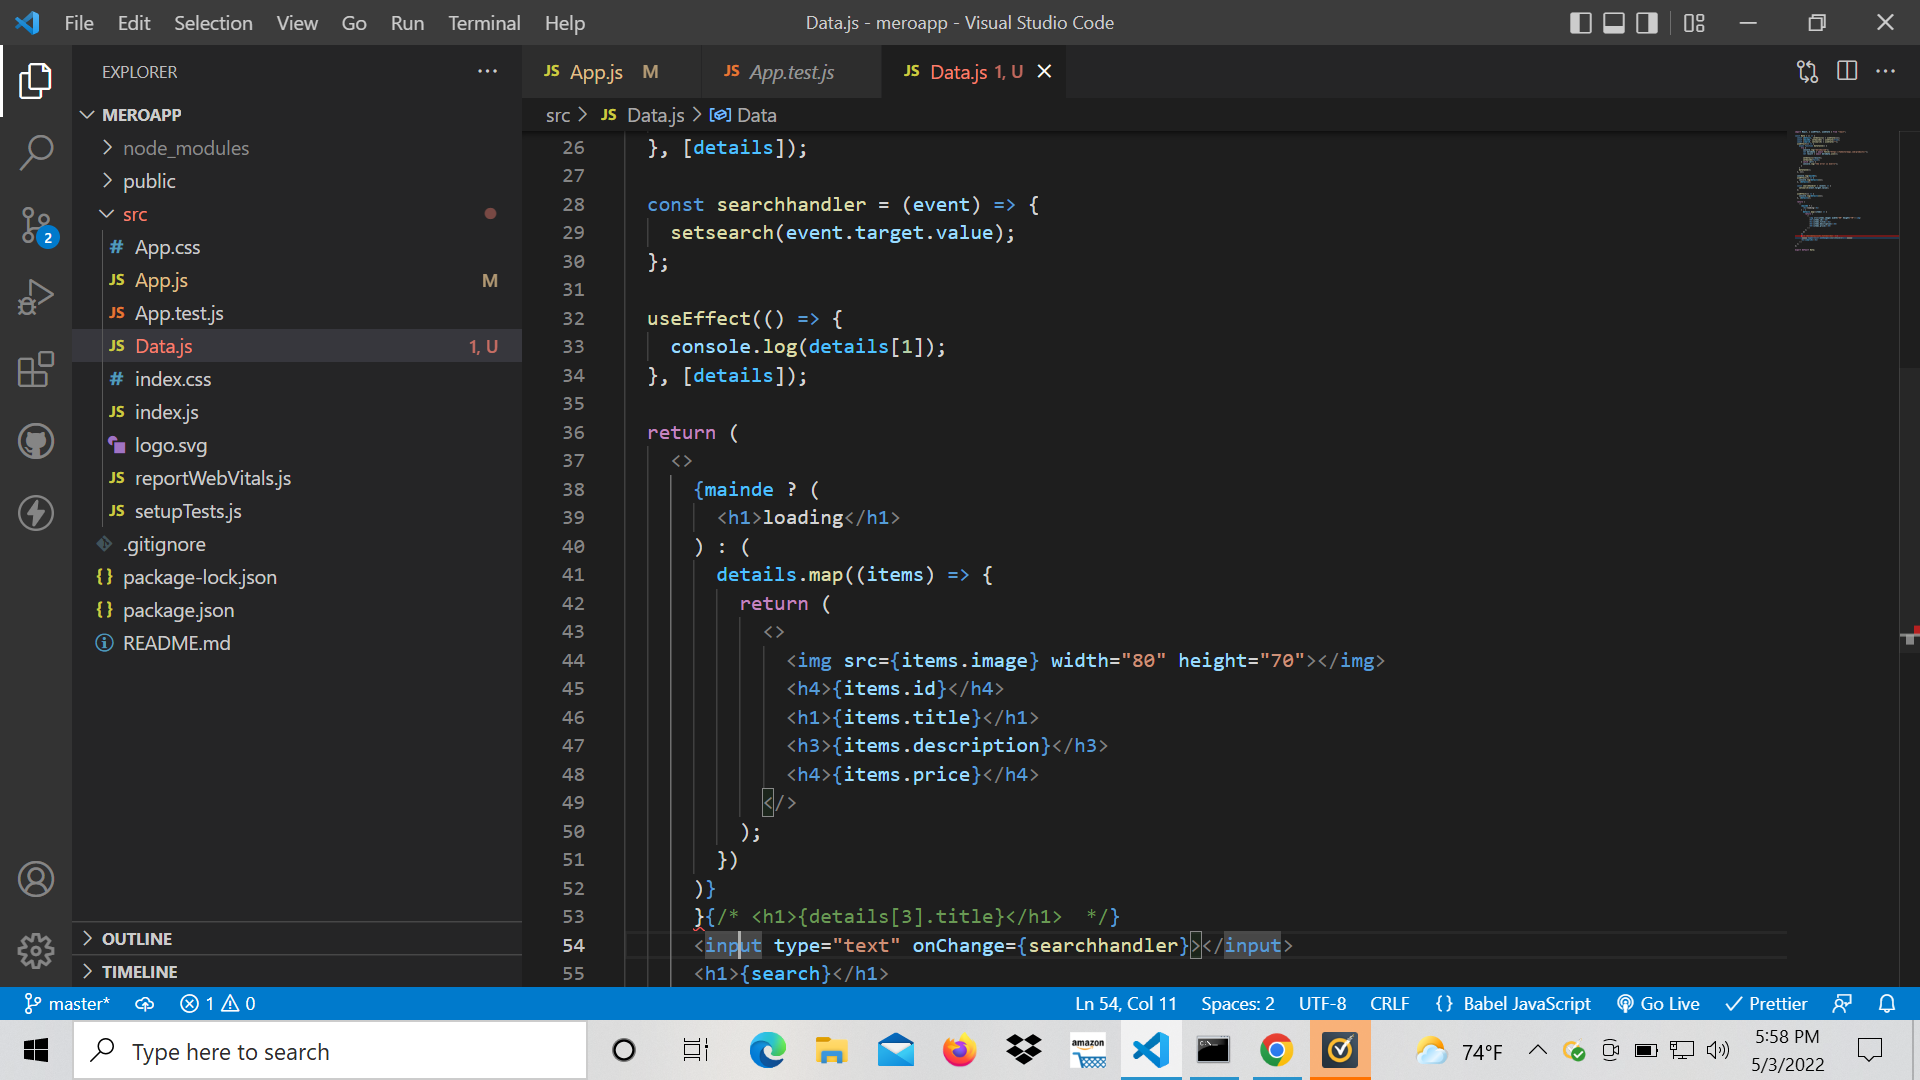 File Edit Selection View Go Run Terminal Help
Data.js - meroapp - Visual Studio Code
EXPLORER
MEROAPP
node_modules
public
src
# App.css
JS App.js M
JS App.test.js
JS Data.js 1, U
# index.css
JS index.js
logo.svg
JS reportWebVitals.js
JS setupTests.js
.gitignore
{} package-lock.json
{} package.json
README.md
OUTLINE
TIMELINE
2
JS App.js M
JS App.test.js
JS Data.js 1, U
src > JS Data.js > Data
26 }, [details]);
27
28 const searchhandler = (event) => {
29 setsearch(event.target.value);
30 };
31
32 useEffect(() => {
33 console.log(details[1]);
34 }, [details]);
35
36 return (
37 <>
38 {mainde ? (
39 <h1>loading</h1>
40 ) : (
41 details.map((items) => {
42 return (
43 <>
44 <img src={items.image} width="80" height="70"></img>
45 <h4>{items.id}</h4>
46 <h1>{items.title}</h1>
47 <h3>{items.description}</h3>
48 <h4>{items.price}</h4>
49 </>
50 );
51 })
52 )}
53 }{/* <h1>{details[3].title}</h1>  */}
54 <input type="text" onChange={searchhandler}></input>
55 <h1>{search}</h1>
master* 1 0
Ln 54, Col 11 Spaces: 2 UTF-8 CRLF {} Babel JavaScript Go Live Prettier
Type here to search
amazon
74°F
5:58 PM
5/3/2022